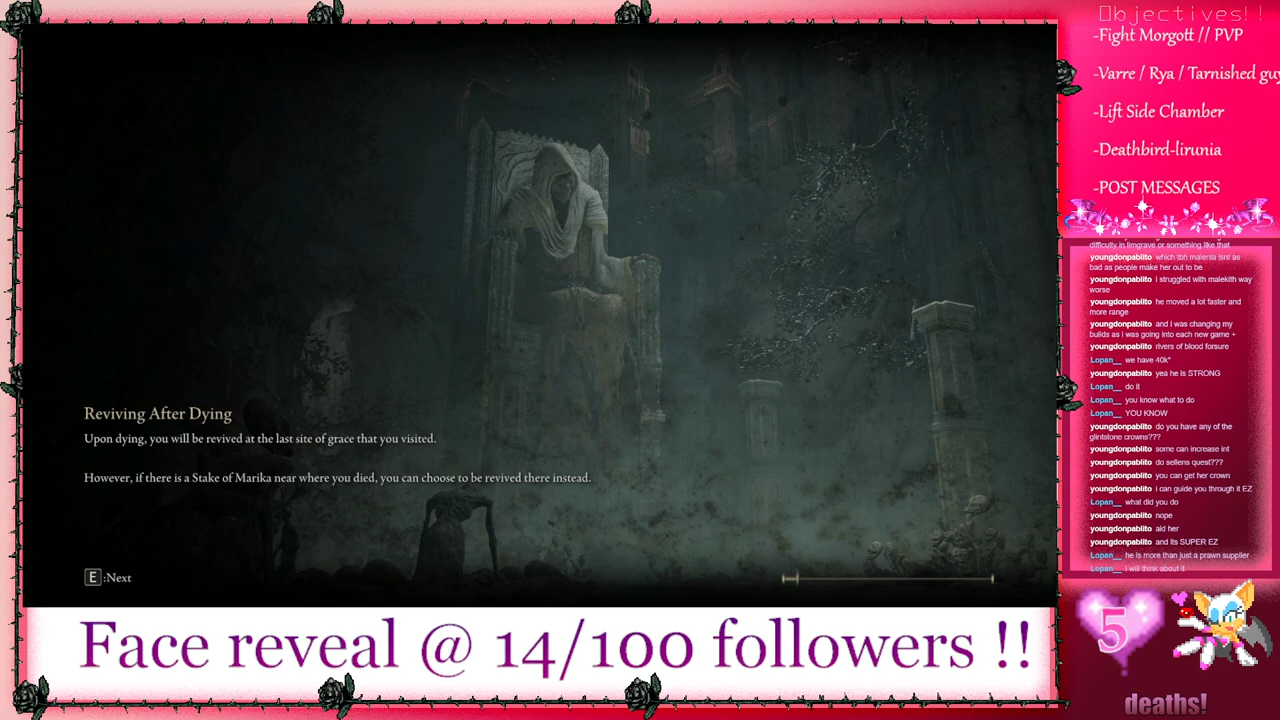 Objectives!!
-Fight Morgott // PVP
-Varre / Rya / Tarnished guy
-Lift Side Chamber
-Deathbird-lirunia
-POST MESSAGES
difficulty in limgrave or something like that
youngdonpablito which tbh malenia isnt as
bad as people make her out to be
youngdonpablito i struggled with malekith way
worse
youngdonpablito he moved a lot faster and
more range
youngdonpablito and i was changing my
builds as i was going into each new game +
youngdonpablito rivers of blood forsure
Lopan__ we have 40k*
youngdonpablito yea he is STRONG
Lopan__ do it
Lopan__ you know what to do
Lopan__ YOU KNOW
youngdonpablito do you have any of the
glintstone crowns???
youngdonpablito some can increase int
youngdonpablito do sellens quest???
youngdonpablito you can get her crown
youngdonpablito i can guide you through it EZ
Lopan__ what did you do
youngdonpablito nope
youngdonpablito aid her
youngdonpablito and its SUPER EZ
Lopan__ he is more than just a prawn supplier
Lopan__ i will think about it
Reviving After Dying
Upon dying, you will be revived at the last site of grace that you visited.
However, if there is a Stake of Marika near where you died, you can choose to be revived there instead.
E :Next
Face reveal @ 14/100 followers !!
5
deaths!